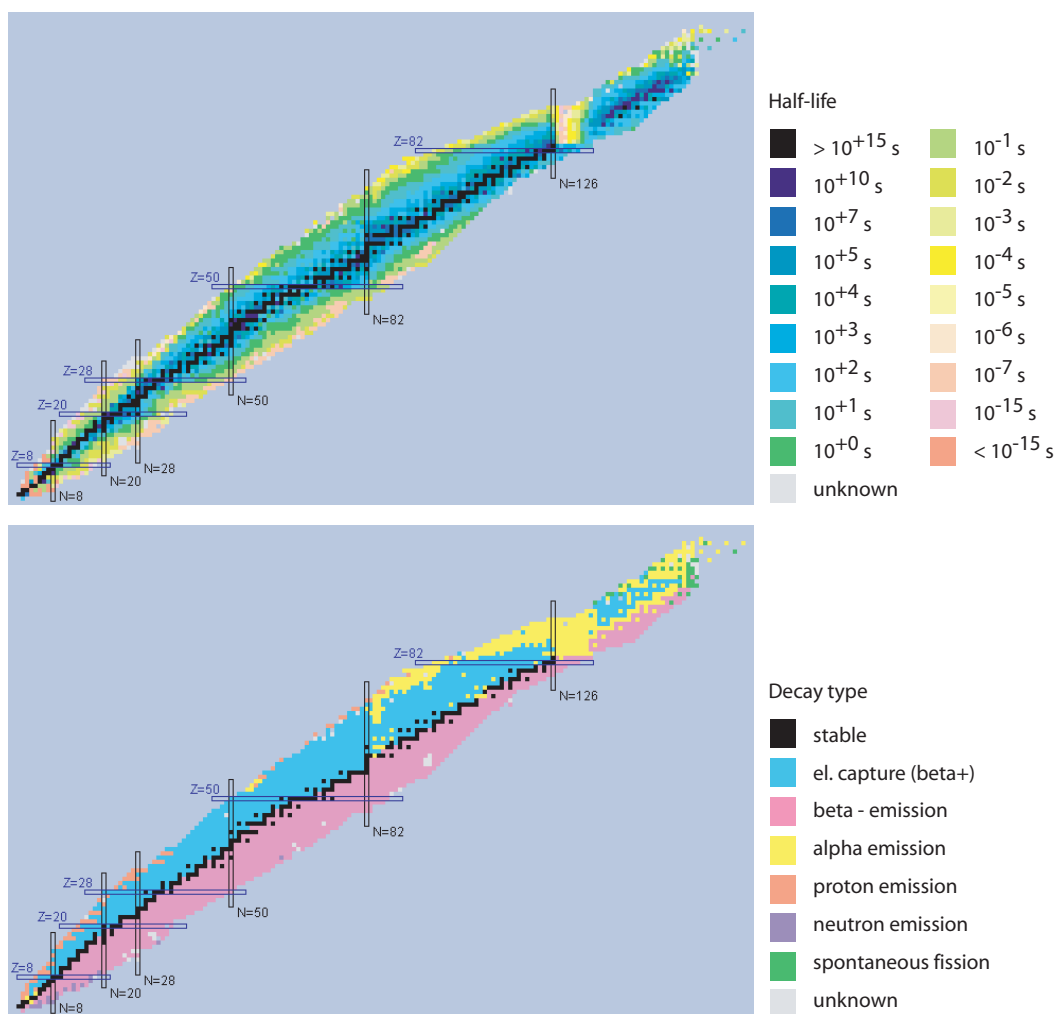 Z=82
N=126
Z=50
N=82
Z=28
N=50
Z=20
N=28
Z=8
N=20
N=8
Half-life
> 10+15 s
10+10 s
10+7 s
10+5 s
10+4 s
10+3 s
10+2 s
10+1 s
10+0 s
unknown
10-1 s
10-2 s
10-3 s
10-4 s
10-5 s
10-6 s
10-7 s
10-15 s
< 10-15 s
Z=82
N=126
Z=50
N=82
Z=28
N=50
Z=20
N=28
Z=8
N=20
N=8
Decay type
stable
el. capture (beta+)
beta - emission
alpha emission
proton emission
neutron emission
spontaneous fission
unknown